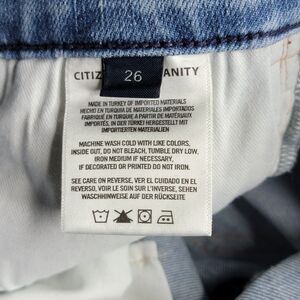 CITIZ ANITY
26
MADE IN TURKEY OF IMPORTED MATERIALS
HECHO EN TURQUIA DE MATERIALES IMPORTADOS
FABRIQUÉ EN TURQUIE A PARTIR DE MATÉRIAUX
IMPORTÉS, IN DER TÜRKEI HERGESTELLT MIT
IMPORTIERTEN MATERIALIEN
MACHINE WASH COLD WITH LIKE COLORS,
INSIDE OUT, DO NOT BLEACH, TUMBLE DRY LOW,
IRON MEDIUM IF NECESSARY,
IF DECORATED OR PRINTED DO NOT IRON.
SEE CARE ON REVERSE, VER EL CUIDADO EN EL
REVERSO, VOIR LE SOIN SUR L'INVERSE, SEHEN
WASCHHINWEISE AUF DER RÜCKSEITE